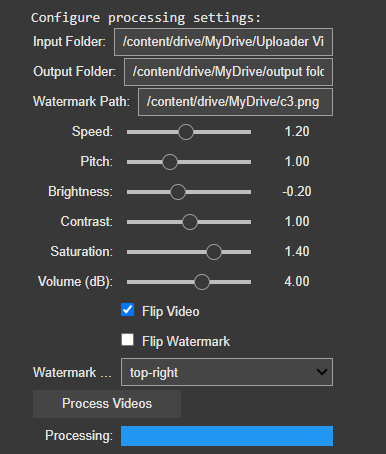 Configure processing settings:
Input Folder: /content/drive/MyDrive/Uploader Vi
Output Folder: /content/drive/MyDrive/output fold
Watermark Path: /content/drive/MyDrive/c3.png
Speed: 1.20
Pitch: 1.00
Brightness: -0.20
Contrast: 1.00
Saturation: 1.40
Volume (dB): 4.00
Flip Video
Flip Watermark
Watermark ... top-right
Process Videos
Processing: